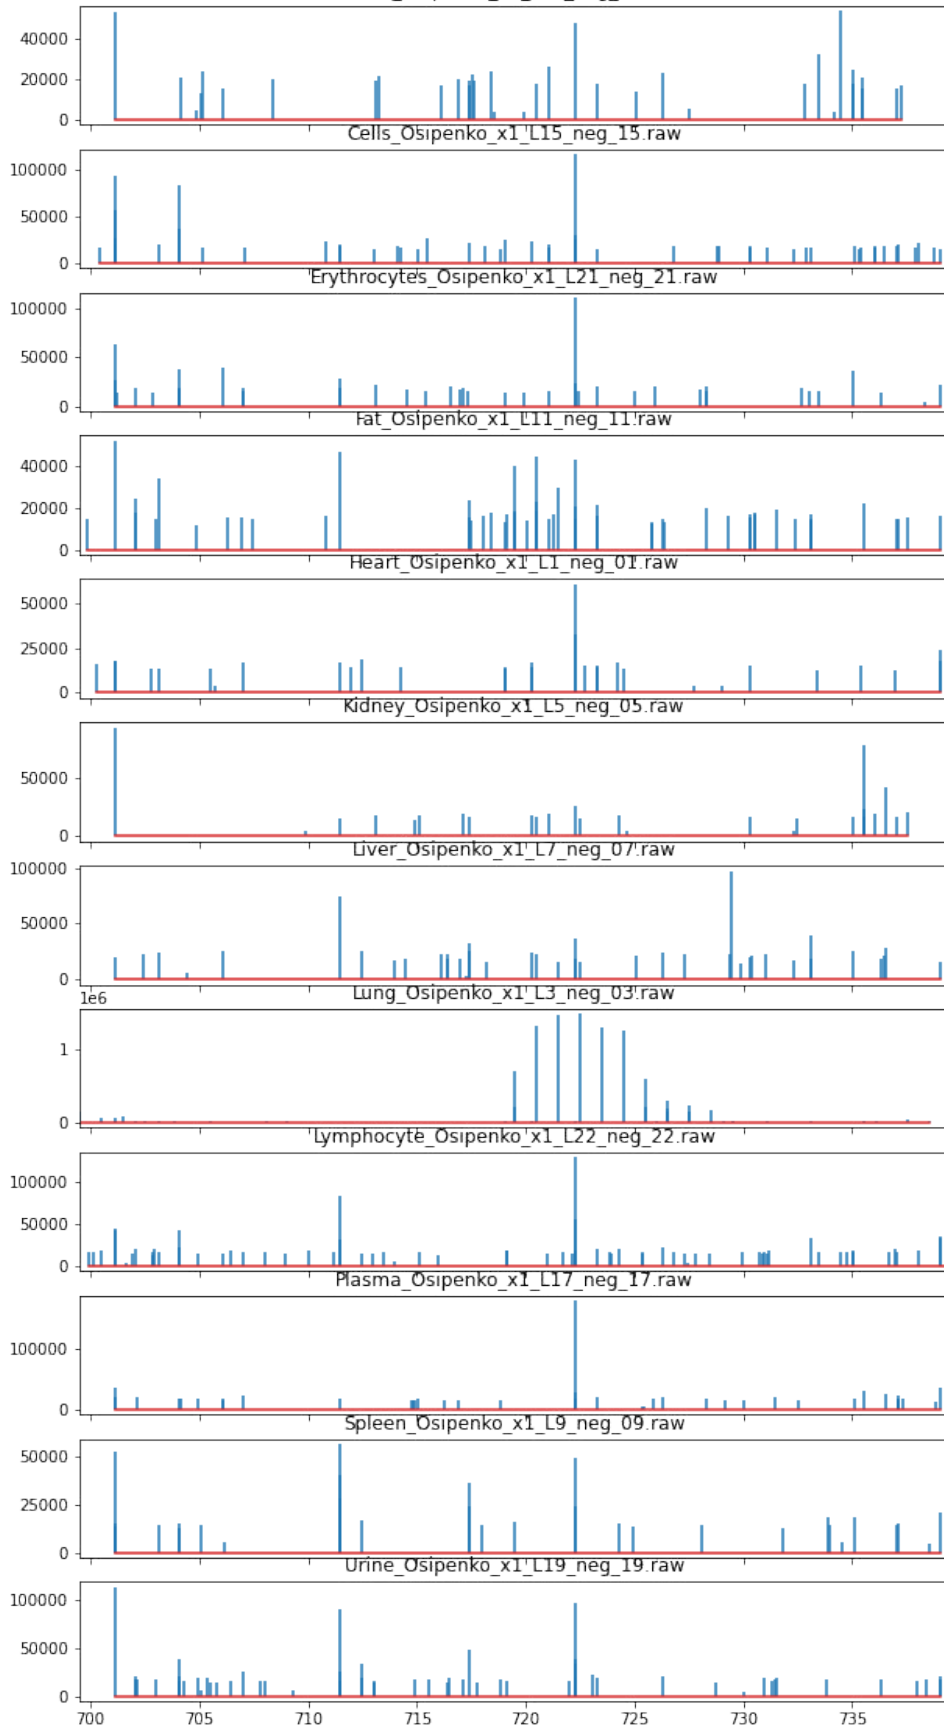 40000
20000
0
Cells_Osipenko_x1_L15_neg_15.raw
100000
50000
0
Erythrocytes_Osipenko_x1_L21_neg_21.raw
100000
50000
0
Fat_Osipenko_x1_L11_neg_11.raw
40000
20000
0
Heart_Osipenko_x1_L1_neg_01.raw
50000
25000
0
Kidney_Osipenko_x1_L5_neg_05.raw
50000
0
Liver_Osipenko_x1_L7_neg_07.raw
100000
50000
0
1e6 Lung_Osipenko_x1_L3_neg_03.raw
1
0
Lymphocyte_Osipenko_x1_L22_neg_22.raw
100000
50000
0
Plasma_Osipenko_x1_L17_neg_17.raw
100000
0
Spleen_Osipenko_x1_L9_neg_09.raw
50000
25000
0
Urine_Osipenko_x1_L19_neg_19.raw
100000
50000
0
700 705 710 715 720 725 730 735